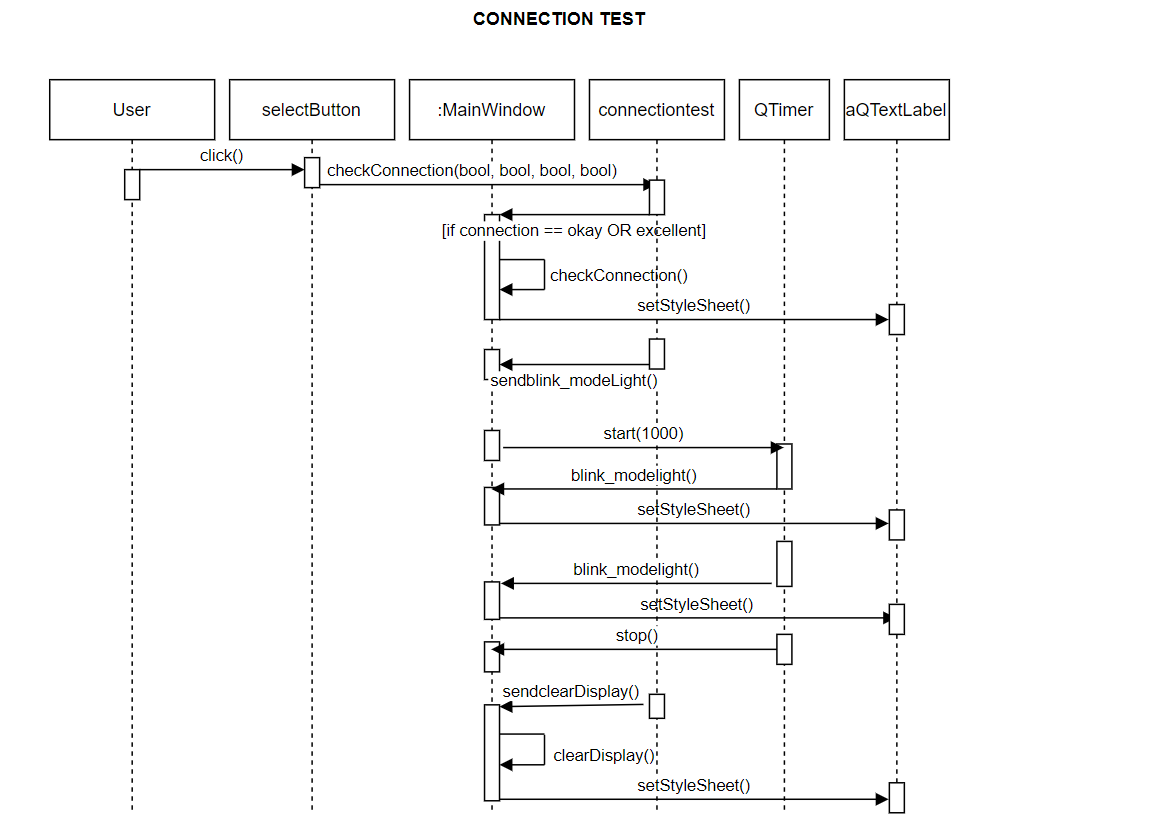 CONNECTION TEST
User
selectButton
:MainWindow
connectiontest
QTimer
aQTextLabel
click()
checkConnection(bool, bool, bool, bool)
[if connection == okay OR excellent]
checkConnection()
setStyleSheet()
sendblink_modeLight()
start(1000)
blink_modelight()
setStyleSheet()
blink_modelight()
setStyleSheet()
stop()
sendclearDisplay()
clearDisplay()
setStyleSheet()